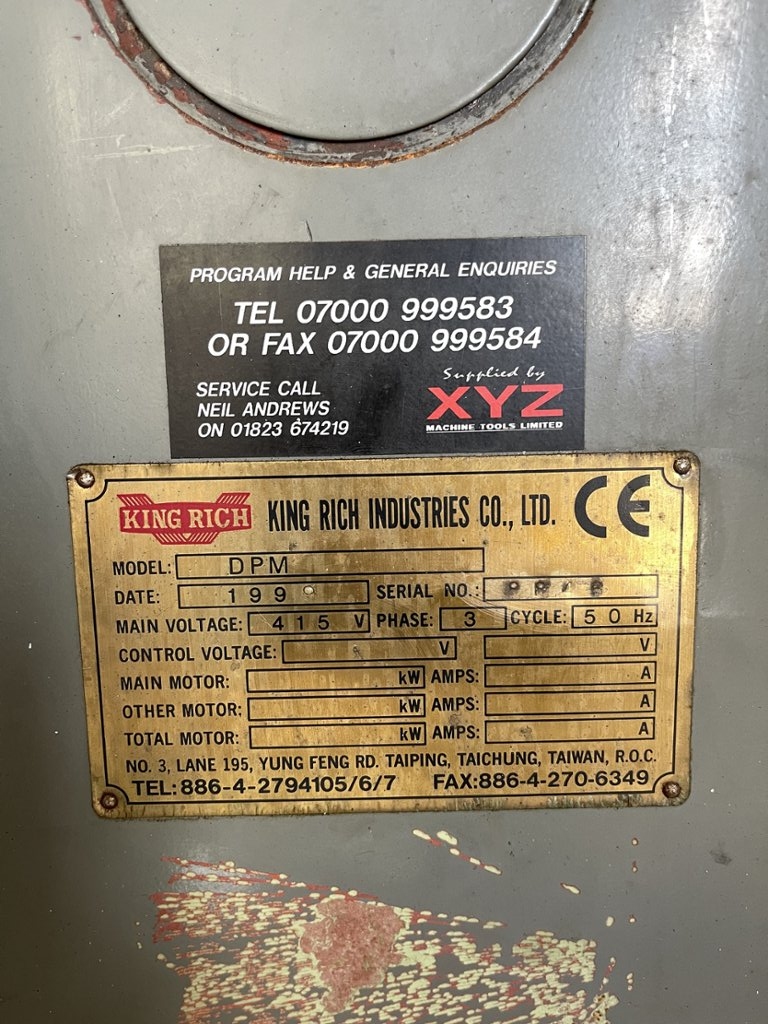 PROGRAM HELP & GENERAL ENQUIRIES
TEL 07000 999583
OR FAX 07000 999584
SERVICE CALL
NEIL ANDREWS
ON 01823 674219
Supplied by
XYZ
MACHINE TOOLS LIMITED
KING RICH KING RICH INDUSTRIES CO., LTD. CE
MODEL: DPM
DATE: SERIAL NO.:
MAIN VOLTAGE: 415 V PHASE: 3 CYCLE: 50 Hz
CONTROL VOLTAGE: V V
MAIN MOTOR: kW AMPS: A
OTHER MOTOR: kW AMPS: A
TOTAL MOTOR: kW AMPS: A
NO. 3, LANE 195, YUNG FENG RD. TAIPING, TAICHUNG, TAIWAN, R.O.C.
TEL:886-4-2794105/6/7 FAX:886-4-270-6349